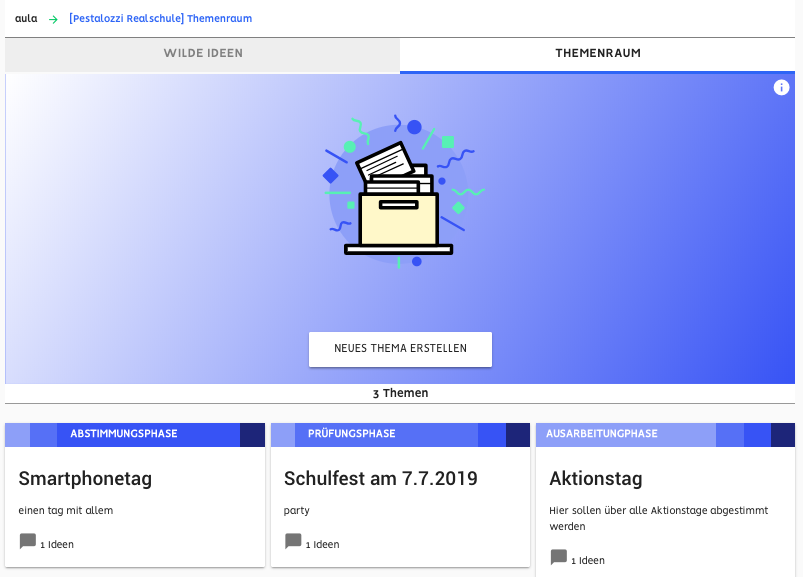 aula → [Pestalozzi Realschule] Themenraum
WILDE IDEEN
THEMENRAUM
NEUES THEMA ERSTELLEN
3 Themen
ABSTIMMUNGSPHASE
Smartphonetag
einen tag mit allem
1 Ideen
PRÜFUNGSPHASE
Schulfest am 7.7.2019
party
1 Ideen
AUSARBEITUNGPHASE
Aktionstag
Hier sollen über alle Aktionstage abgestimmt
werden
1 Ideen